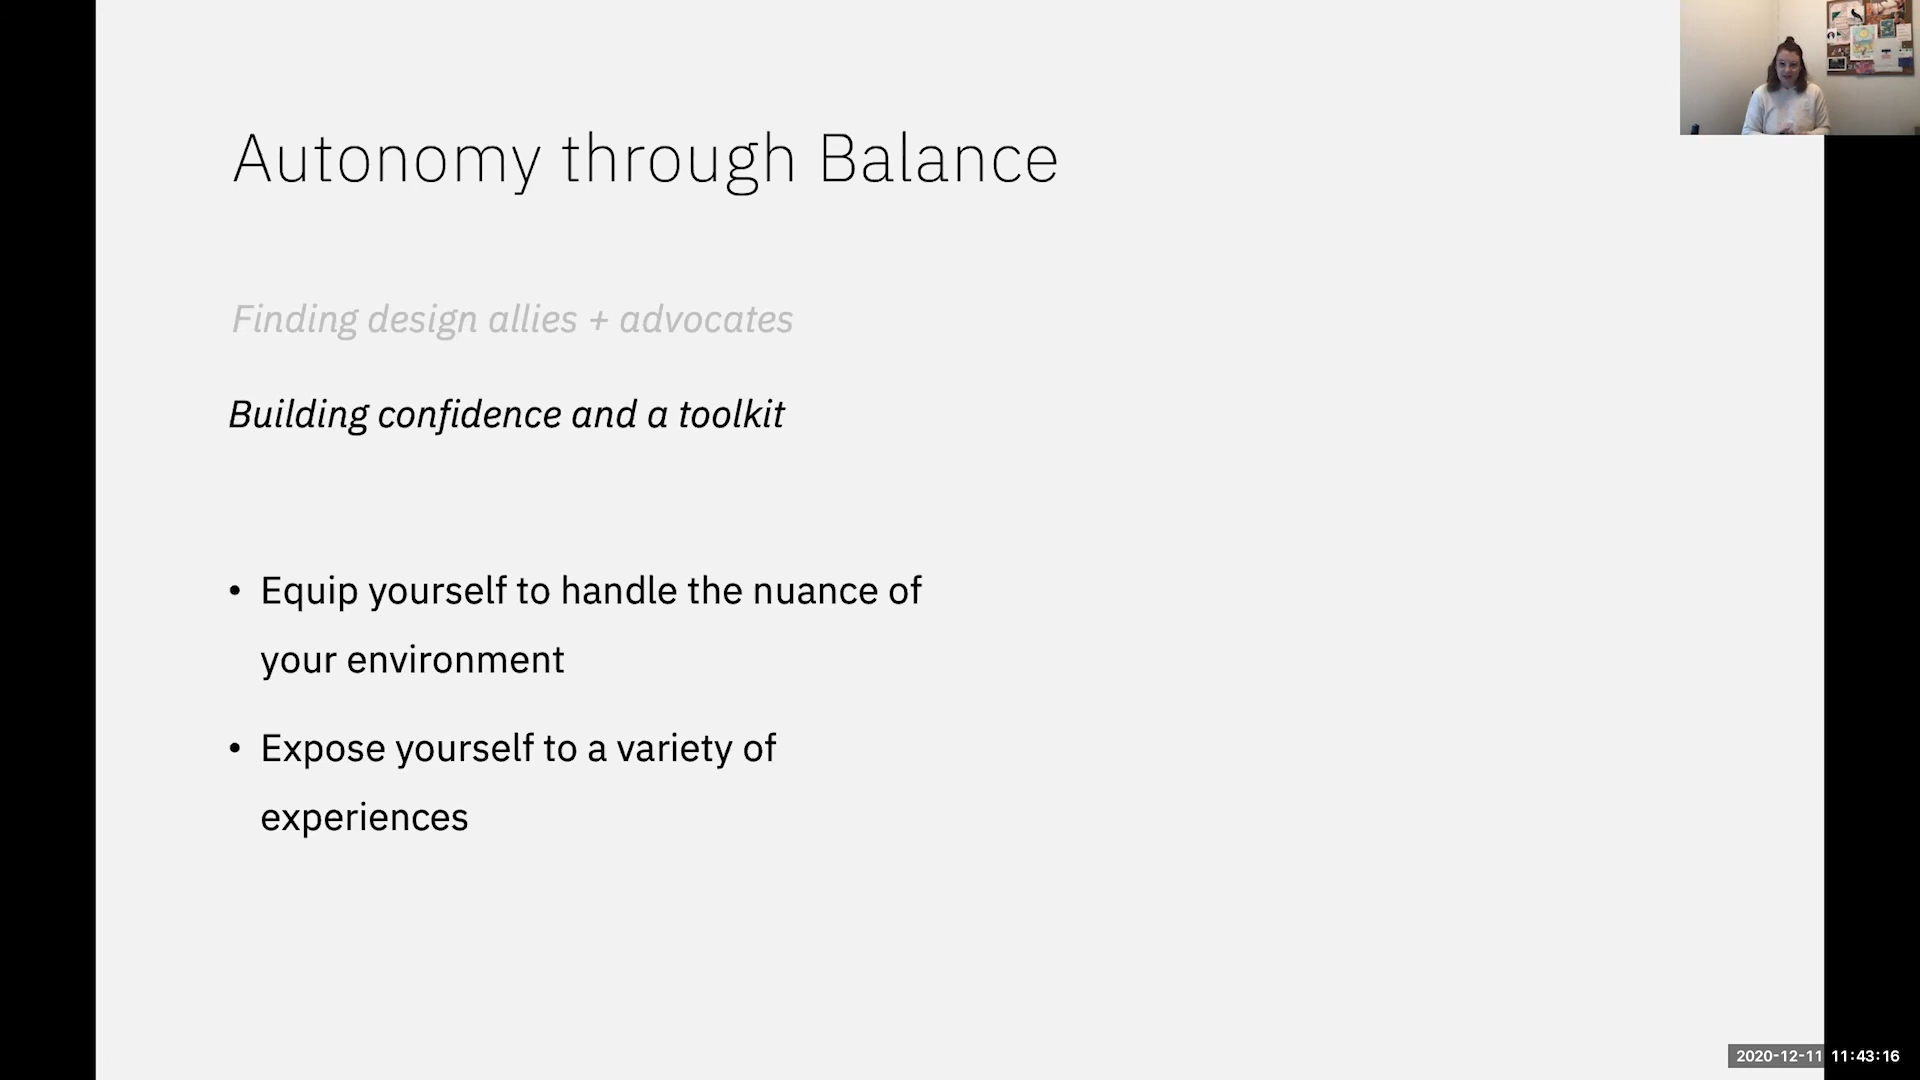 Autonomy through Balance
Finding design allies + advocates
Building confidence and a toolkit
• Equip yourself to handle the nuance of
your environment
• Expose yourself to a variety of
experiences
2020-12-11 11:43:16